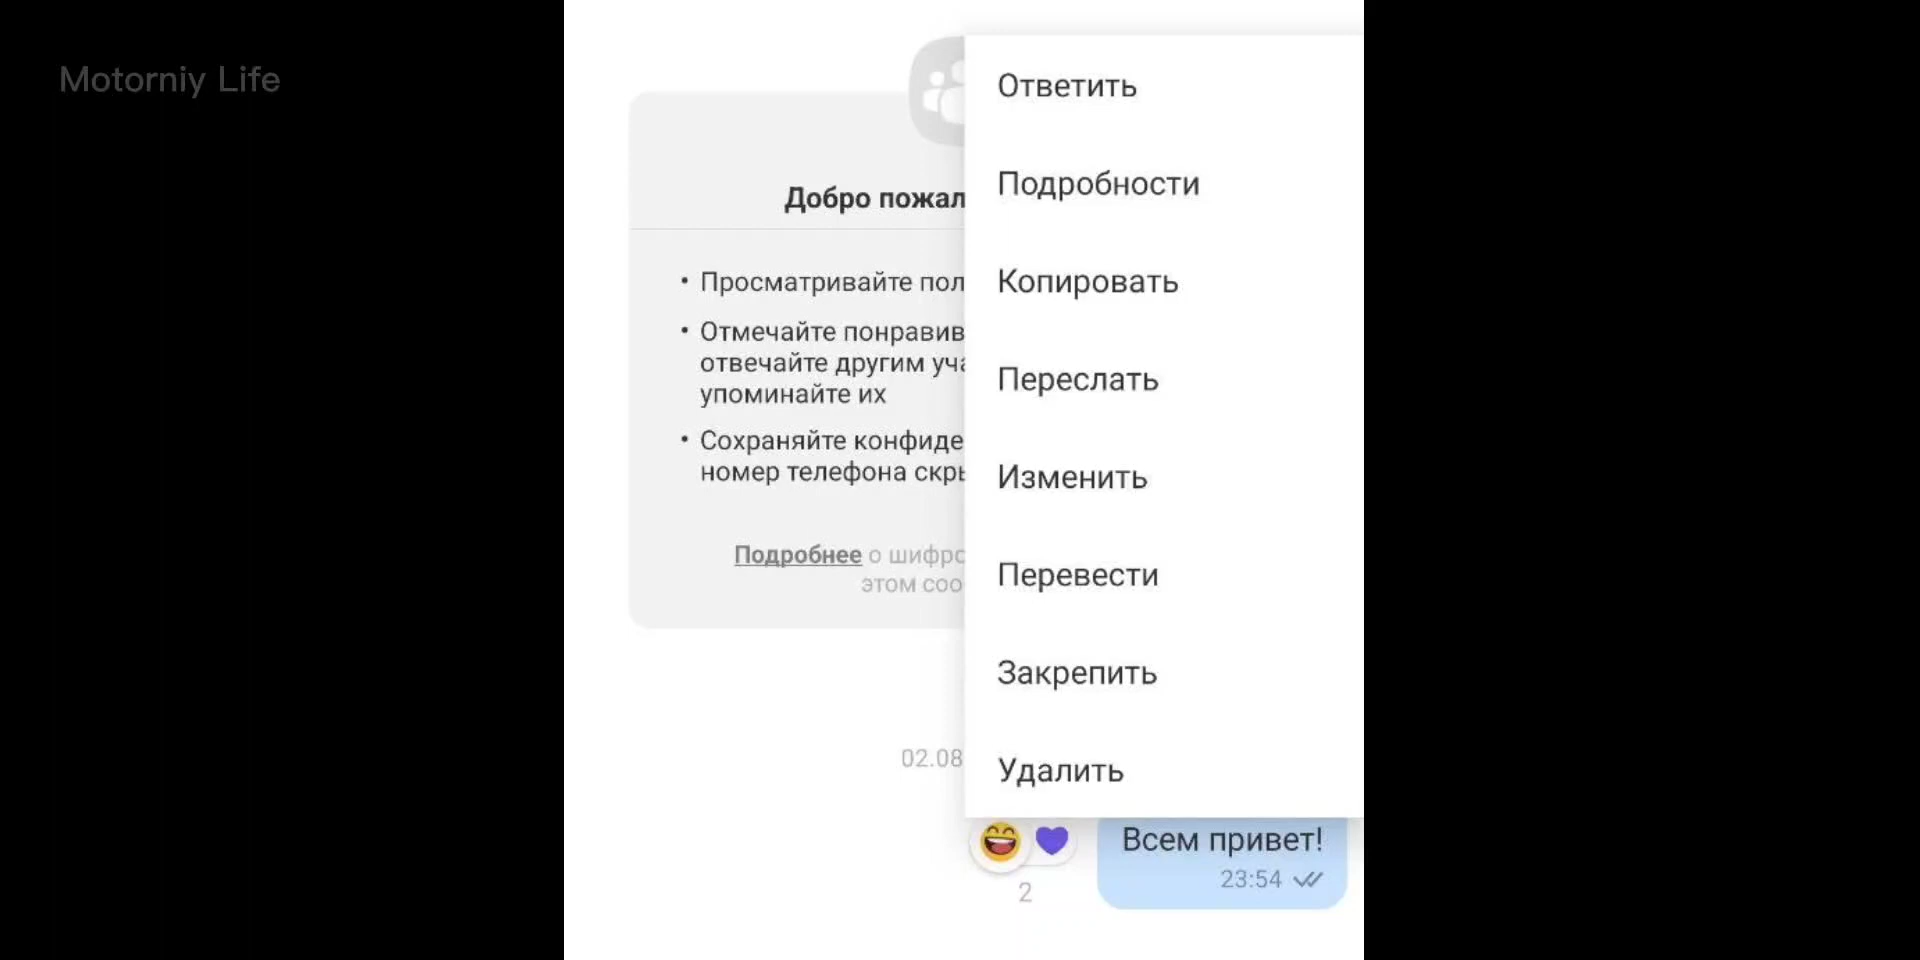 Motorniy Life
Добро пожал
• Просматривайте пол
• Отмечайте понравив
отвечайте другим уча
упоминайте их
• Сохраняйте конфиде
номер телефона скры
Подробнее о шифро
этом соо
02.08
Ответить
Подробности
Копировать
Переслать
Изменить
Перевести
Закрепить
Удалить
Всем привет!
23:54
2